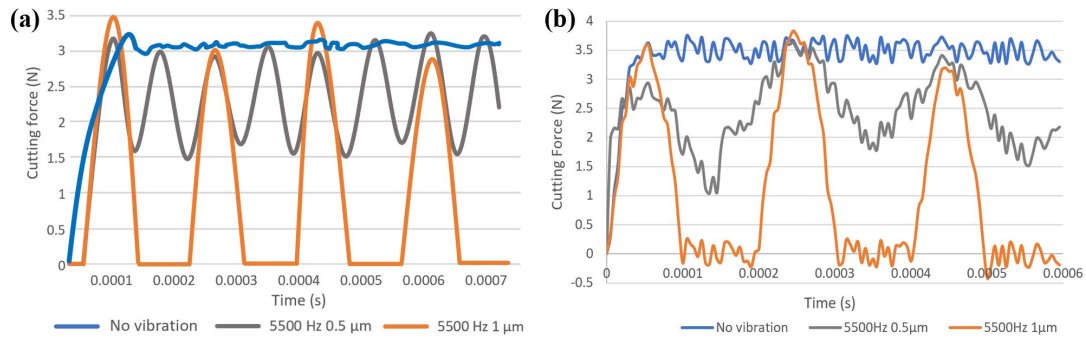 (a)
Cutting force (N)
3.5
3
2.5
2
1.5
1
0.5
0
0.0001 0.0002 0.0003 0.0004 0.0005 0.0006 0.0007
Time (s)
No vibration 5500 Hz 0.5 µm 5500 Hz 1 µm
(b)
Cutting Force (N)
4
3.5
3
2.5
2
1.5
1
0.5
0
-0.5
0 0.0001 0.0002 0.0003 0.0004 0.0005 0.0006
Time (s)
No vibration 5500Hz 0.5µm 5500Hz 1µm